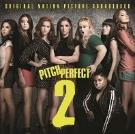 ORIGINAL MOTION PICTURE SOUNDTRACK
PITCH PERFECT
2